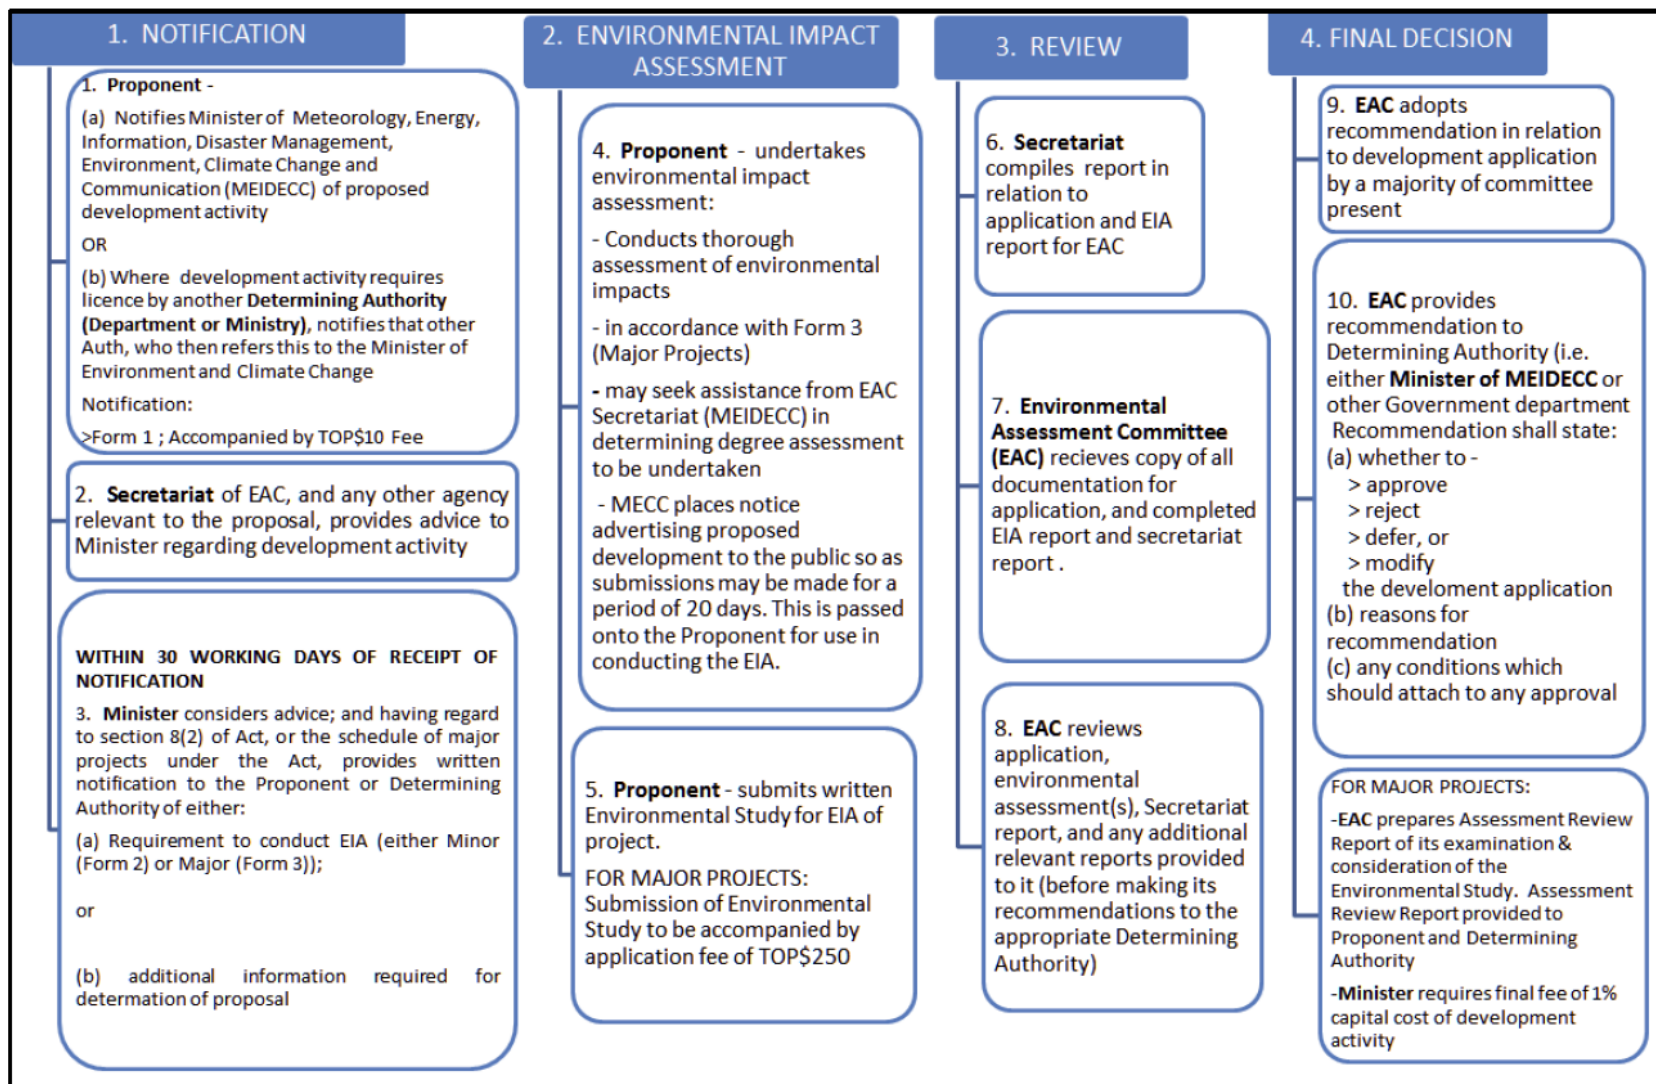 1. NOTIFICATION
1. Proponent -
(a) Notifies Minister of Meteorology, Energy,
Information, Disaster Management,
Environment, Climate Change and
Communication (MEIDECC) of proposed
development activity
OR
(b) Where development activity requires
licence by another Determining Authority
(Department or Ministry), notifies that other
Auth, who then refers this to the Minister of
Environment and Climate Change
Notification:
>Form 1 ; Accompanied by TOP$10 Fee
2. Secretariat of EAC, and any other agency
relevant to the proposal, provides advice to
Minister regarding development activity
WITHIN 30 WORKING DAYS OF RECEIPT OF
NOTIFICATION
3. Minister considers advice; and having regard
to section 8(2) of Act, or the schedule of major
projects under the Act, provides written
notification to the Proponent or Determining
Authority of either:
(a) Requirement to conduct EIA (either Minor
(Form 2) or Major (Form 3));
or
(b) additional information required for
determation of proposal
2. ENVIRONMENTAL IMPACT
ASSESSMENT
4. Proponent - undertakes
environmental impact
assessment:
- Conducts thorough
assessment of environmental
impacts
- in accordance with Form 3
(Major Projects)
- may seek assistance from EAC
Secretariat (MEIDECC) in
determining degree assessment
to be undertaken
- MECC places notice
advertising proposed
development to the public so as
submissions may be made for a
period of 20 days. This is passed
onto the Proponent for use in
conducting the EIA.
5. Proponent - submits written
Environmental Study for EIA of
project.
FOR MAJOR PROJECTS:
Submission of Environmental
Study to be accompanied by
application fee of TOP$250
3. REVIEW
6. Secretariat
compiles report in
relation to
application and EIA
report for EAC
7. Environmental
Assessment Committee
(EAC) recieves copy of all
documentation for
application, and completed
EIA report and secretariat
report .
8. EAC reviews
application,
environmental
assessment(s), Secretariat
report, and any additional
relevant reports provided
to it (before making its
recommendations to the
appropriate Determining
Authority)
4. FINAL DECISION
9. EAC adopts
recommendation in relation
to development application
by a majority of committee
present
10. EAC provides
recommendation to
Determining Authority (i.e.
either Minister of MEIDECC or
other Government department
Recommendation shall state:
(a) whether to -
> approve
> reject
> defer, or
> modify
the develoment application
(b) reasons for
recommendation
(c) any conditions which
should attach to any approval
FOR MAJOR PROJECTS:
-EAC prepares Assessment Review
Report of its examination &
consideration of the
Environmental Study. Assessment
Review Report provided to
Proponent and Determining
Authority
-Minister requires final fee of 1%
capital cost of development
activity